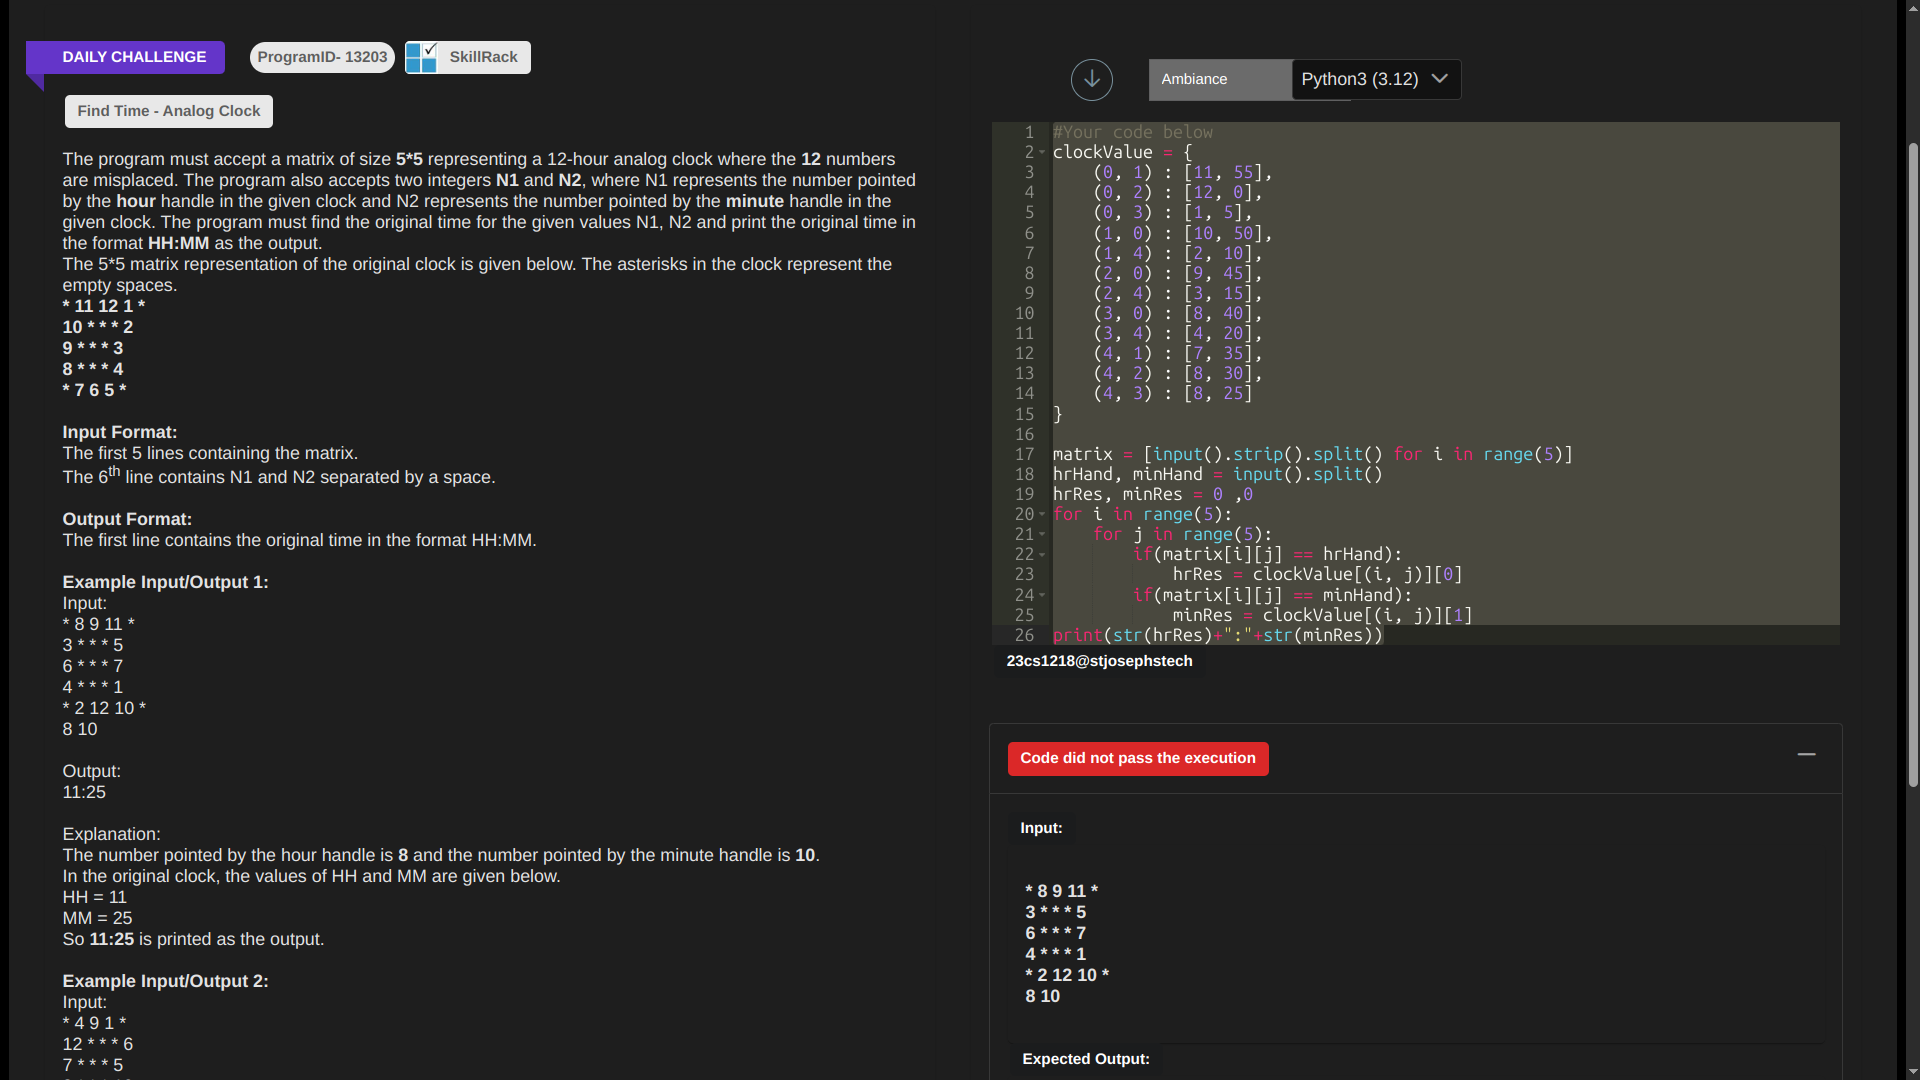 DAILY CHALLENGE
ProgramID- 13203
SkillRack
Find Time - Analog Clock
The program must accept a matrix of size 5*5 representing a 12-hour analog clock where the 12 numbers
are misplaced. The program also accepts two integers N1 and N2, where N1 represents the number pointed
by the hour handle in the given clock and N2 represents the number pointed by the minute handle in the
given clock. The program must find the original time for the given values N1, N2 and print the original time in
the format HH:MM as the output.
The 5*5 matrix representation of the original clock is given below. The asterisks in the clock represent the
empty spaces.
* 11 12 1 *
10 * * * 2
9 * * * 3
8 * * * 4
* 7 6 5 *
Input Format:
The first 5 lines containing the matrix.
The 6th line contains N1 and N2 separated by a space.
Output Format:
The first line contains the original time in the format HH:MM.
Example Input/Output 1:
Input:
* 8 9 11 *
3 * * * 5
6 * * * 7
4 * * * 1
* 2 12 10 *
8 10
Output:
11:25
Explanation:
The number pointed by the hour handle is 8 and the number pointed by the minute handle is 10.
In the original clock, the values of HH and MM are given below.
HH = 11
MM = 25
So 11:25 is printed as the output.
Example Input/Output 2:
Input:
* 4 9 1 *
12 * * * 6
7 * * * 5
Ambiance
Python3 (3.12)
1 #Your code below
2 clockValue = {
3 (0, 1) : [11, 55],
4 (0, 2) : [12, 0],
5 (0, 3) : [1, 5],
6 (1, 0) : [10, 50],
7 (1, 4) : [2, 10],
8 (2, 0) : [9, 45],
9 (2, 4) : [3, 15],
10 (3, 0) : [8, 40],
11 (3, 4) : [4, 20],
12 (4, 1) : [7, 35],
13 (4, 2) : [8, 30],
14 (4, 3) : [8, 25]
15 }
16
17 matrix = [input().strip().split() for i in range(5)]
18 hrHand, minHand = input().split()
19 hrRes, minRes = 0 ,0
20 for i in range(5):
21 for j in range(5):
22 if(matrix[i][j] == hrHand):
23 hrRes = clockValue[(i, j)][0]
24 if(matrix[i][j] == minHand):
25 minRes = clockValue[(i, j)][1]
26 print(str(hrRes)+":"+str(minRes))
23cs1218@stjosephstech
Code did not pass the execution
Input:
* 8 9 11 *
3 * * * 5
6 * * * 7
4 * * * 1
* 2 12 10 *
8 10
Expected Output: